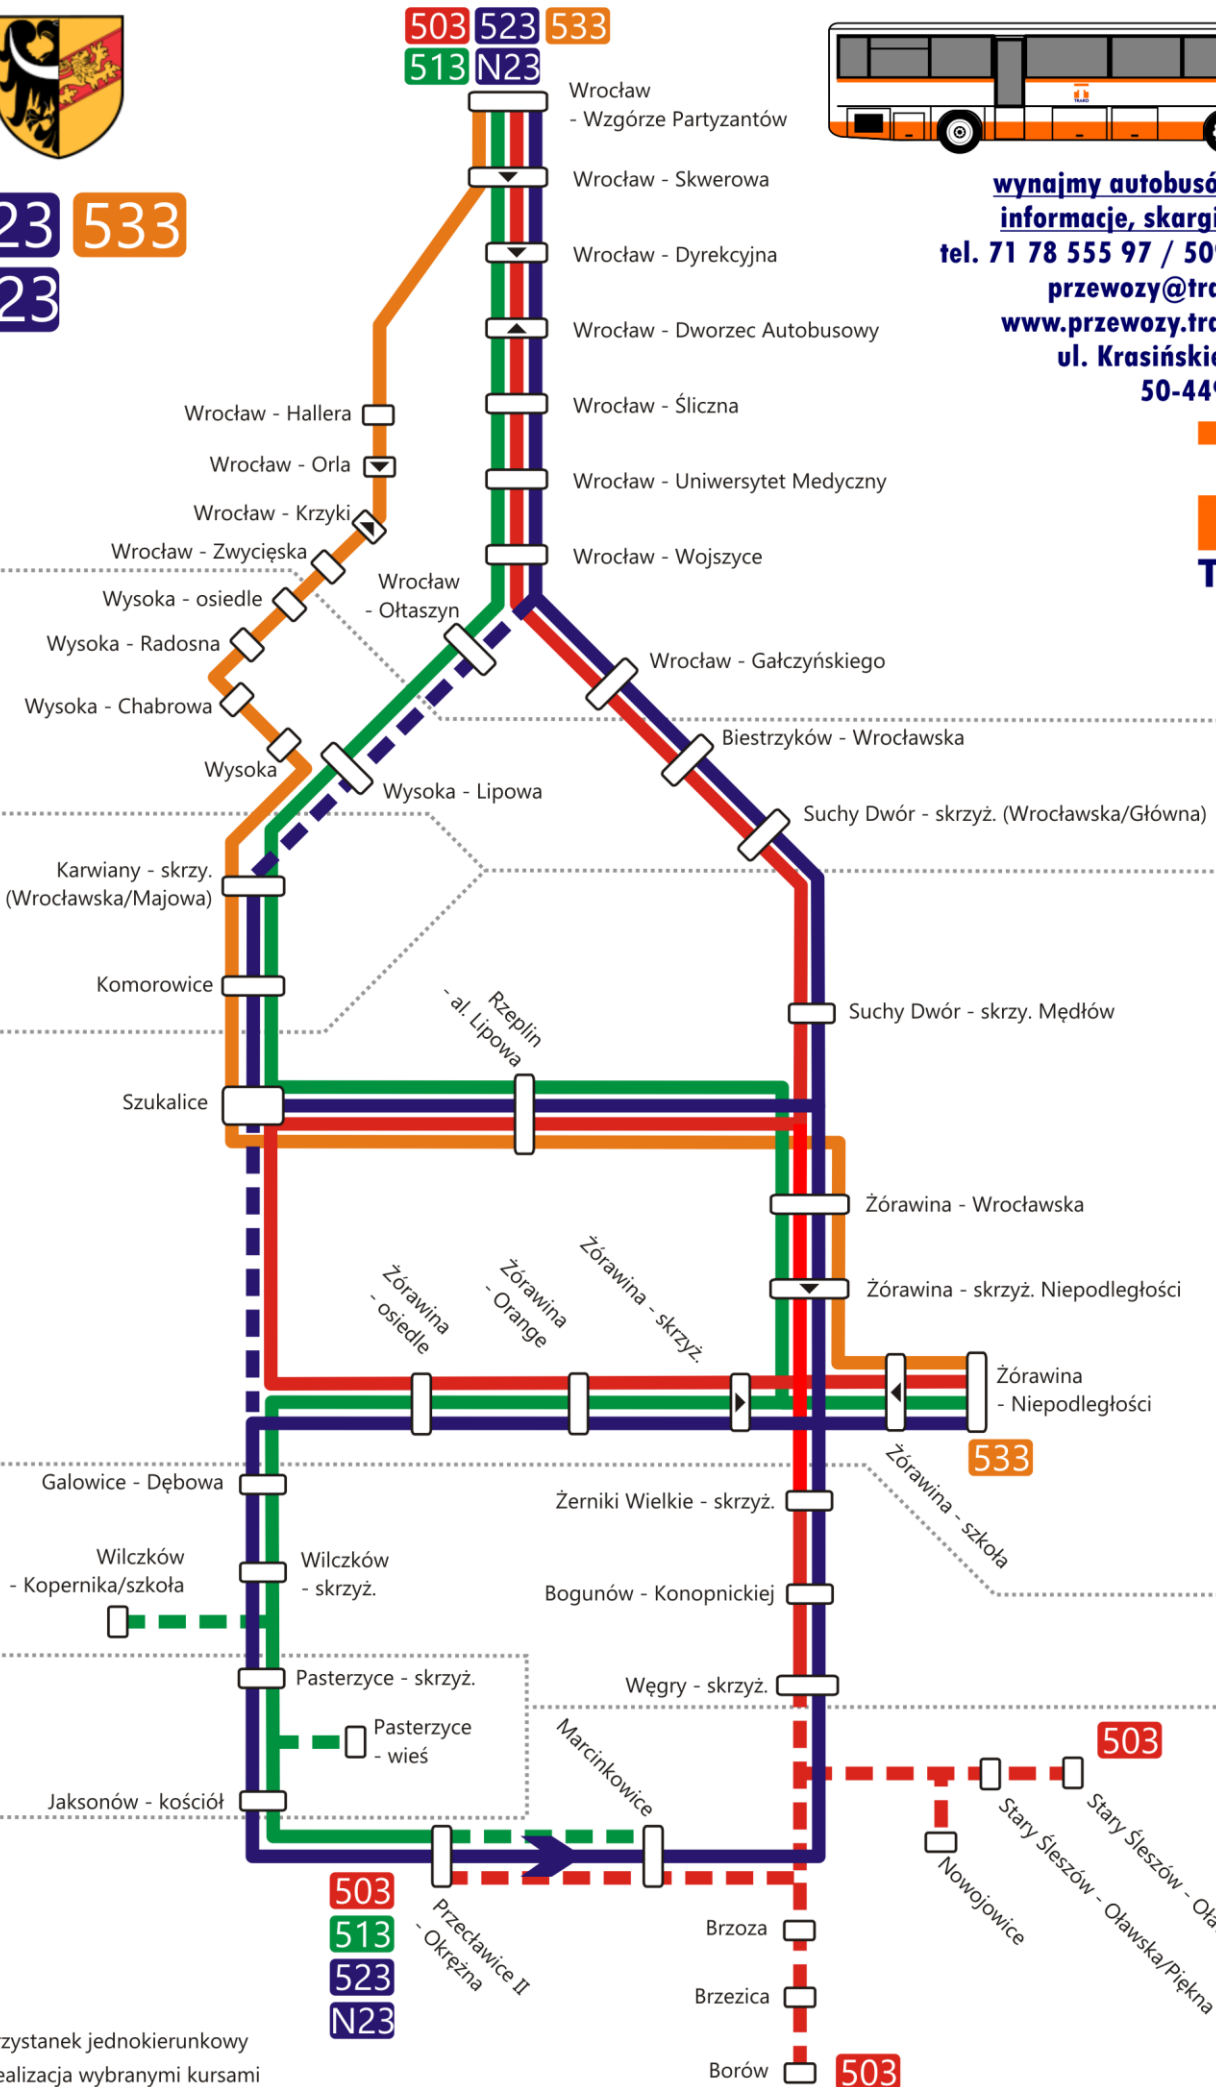 503 523 533
513 N23
Wrocław
- Wzgórze Partyzantów
Wrocław - Skwerowa
23 533
23
wynajmy autobusó
informacje, skargi
tel. 71 78 555 97 / 509
przewozy@tra
www.przewozy.tra
ul. Krasińskie
50-449
TRAKO
Wrocław - Dyrekcyjna
Wrocław - Dworzec Autobusowy
Wrocław - Śliczna
Wrocław - Hallera
Wrocław - Orla
Wrocław - Uniwersytet Medyczny
Wrocław - Krzyki
Wrocław - Zwycięska
Wrocław - Wojszyce
T
Wrocław
- Ołtaszyn
Wysoka - osiedle
Wysoka - Radosna
Wrocław - Gałczyńskiego
Wysoka - Chabrowa
Biestrzyków - Wrocławska
Wysoka
Wysoka - Lipowa
Suchy Dwór - skrzyż. (Wrocławska/Główna)
Karwiany - skrzy.
(Wrocławska/Majowa)
Komorowice
Rzeplin
- al. Lipowa
Suchy Dwór - skrzy. Mędłów
Szukalice
Żórawina - Wrocławska
Żórawina
- osiedle
Żórawina
- Orange
Żórawina - skrzyż.
Żórawina - skrzyż. Niepodległości
Żórawina
- Niepodległości
533
Żórawina - szkoła
Galowice - Dębowa
Żerniki Wielkie - skrzyż.
Wilczków
- Kopernika/szkoła
Wilczków
- skrzyż.
Bogunów - Konopnickiej
Pasterzyce - skrzyż.
Węgry - skrzyż.
Pasterzyce
- wieś
Marcinkowice
503
Jaksonów - kościół
Stary Śleszów - Oła
Stary Śleszów - Oławska/Piękna
Nowojowice
503
513
523
N23
Przecławice II
- Okrężna
Brzoza
Brzezica
Borów
503
zystanek jednokierunkowy
ealizacja wybranymi kursami